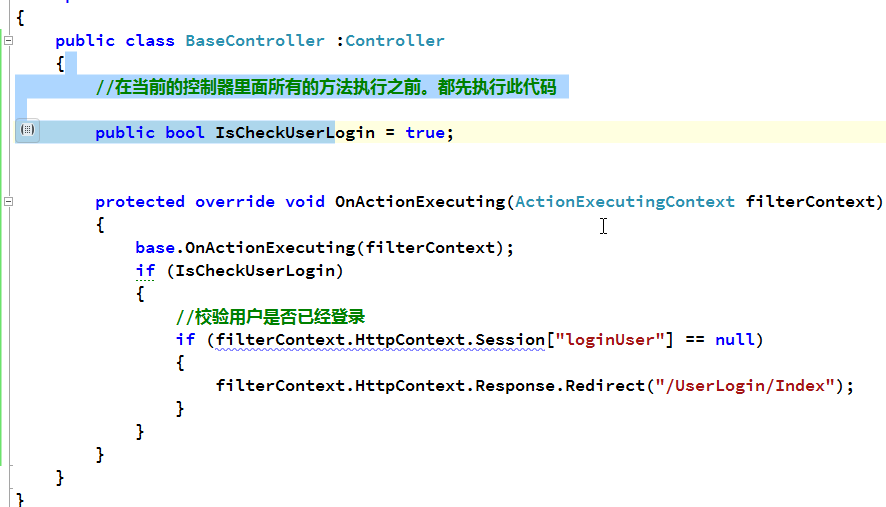 {
public class BaseController :Controller
{
//在当前的控制器里面所有的方法执行之前。都先执行此代码
public bool IsCheckUserLogin = true;
protected override void OnActionExecuting(ActionExecutingContext filterContext)
{
base.OnActionExecuting(filterContext);
if (IsCheckUserLogin)
{
//校验用户是否已经登录
if (filterContext.HttpContext.Session["loginUser"] == null)
{
filterContext.HttpContext.Response.Redirect("/UserLogin/Index");
}
}
}
}
}